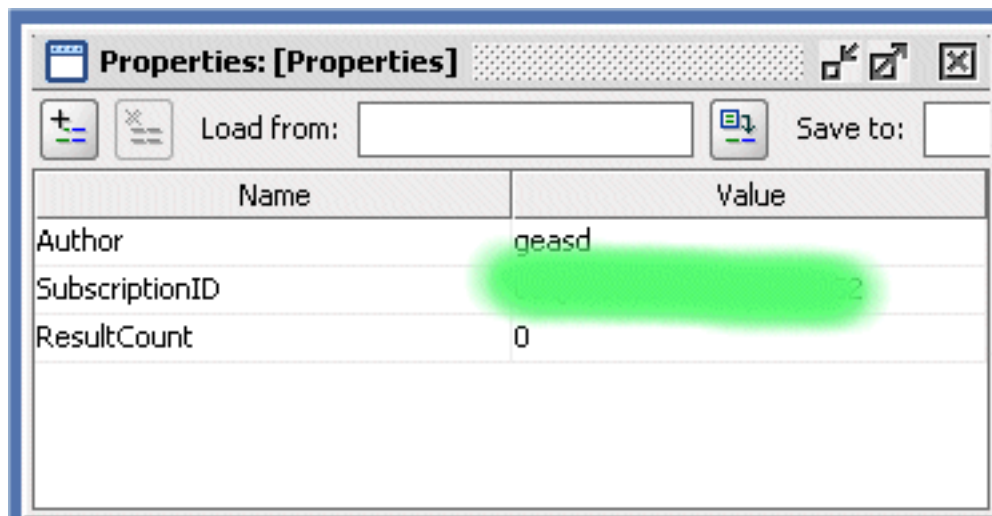 Properties: [Properties]
Load from: Save to:
Name Value
Author geasd
SubscriptionID
ResultCount 0